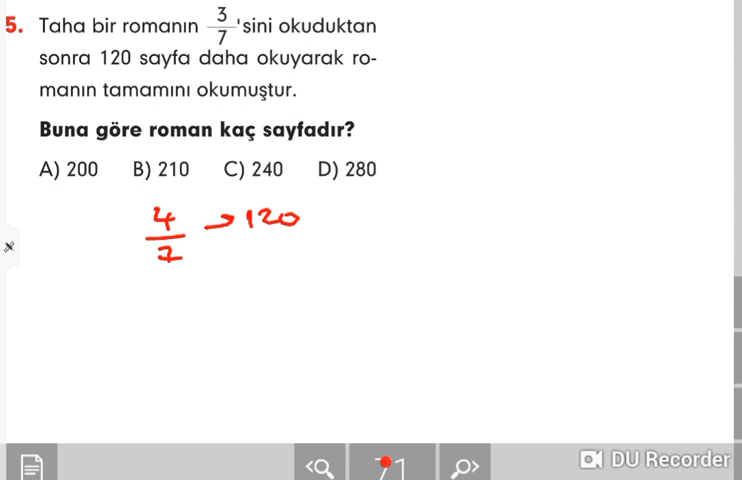 5. Taha bir romanın 3/7'sini okuduktan
sonra 120 sayfa daha okuyarak ro-
manın tamamını okumuştur.
Buna göre roman kaç sayfadır?
A) 200 B) 210 C) 240 D) 280
4/7 → 120
71
DU Recorder